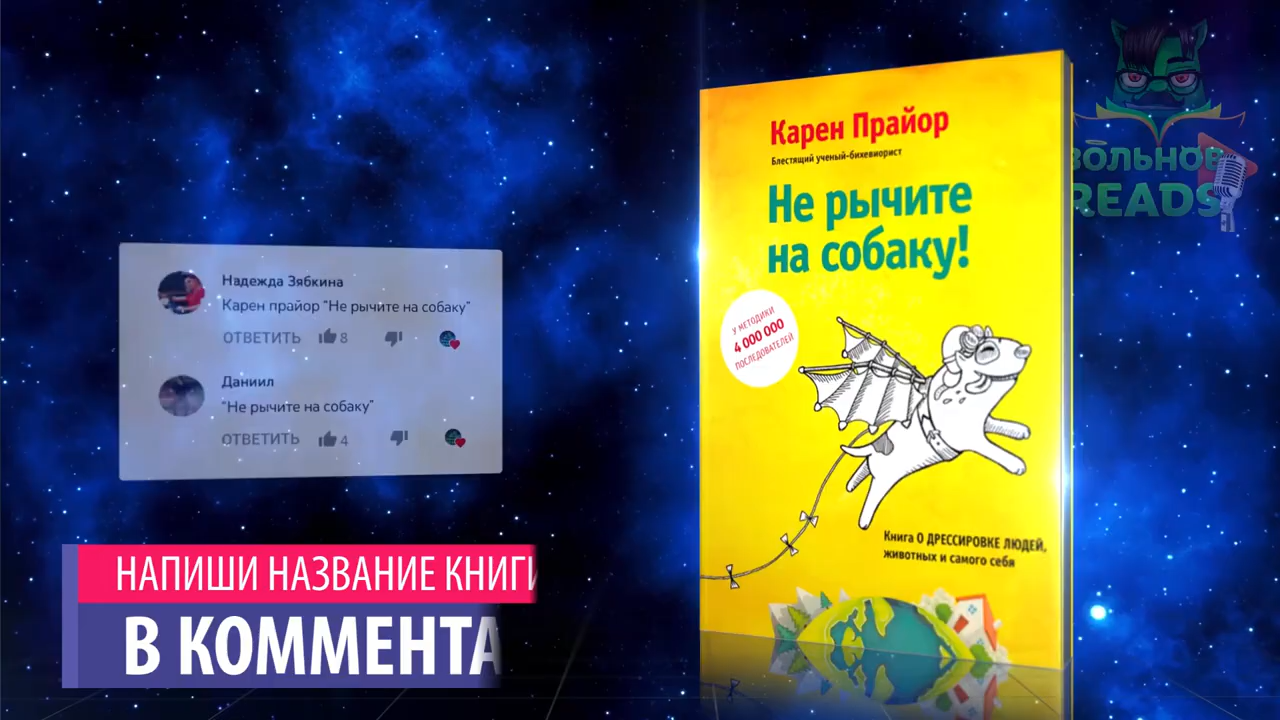 Надежда Зябкина
Карен прайор "Не рычите на собаку"
ОТВЕТИТЬ 8
Даниил
"Не рычите на собаку"
ОТВЕТИТЬ 4
НАПИШИ НАЗВАНИЕ КНИГИ
В КОММЕНТА
Карен Прайор
Блестящий ученый-бихевиорист
Не рычите
на собаку!
У МЕТОДИКИ
4 000 000
ПОСЛЕДОВАТЕЛЕЙ
Книга О ДРЕССИРОВКЕ ЛЮДЕЙ,
животных и самого себя
ВОЛЬНОВ
READS